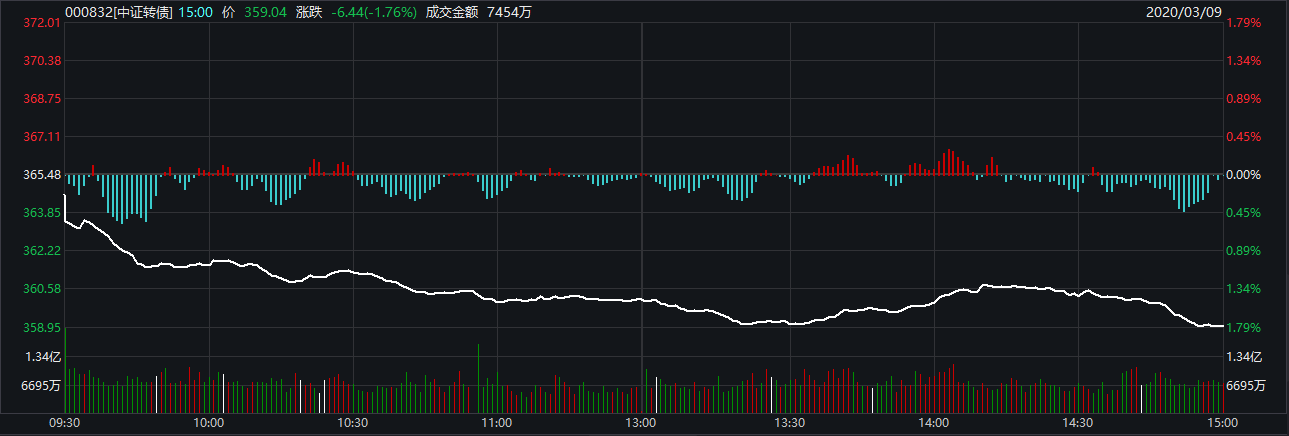 000832[中证转债] 15:00 价 359.04 涨跌 -6.44(-1.76%) 成交金额 7454万 2020/03/09
372.01 1.79%
370.38 1.34%
368.75 0.89%
367.11 0.45%
365.48 0.00%
363.85 0.45%
362.22 0.89%
360.58 1.34%
358.95 1.79%
1.34亿 1.34亿
6695万 6695万
09:30 10:00 10:30 11:00 13:00 13:30 14:00 14:30 15:00